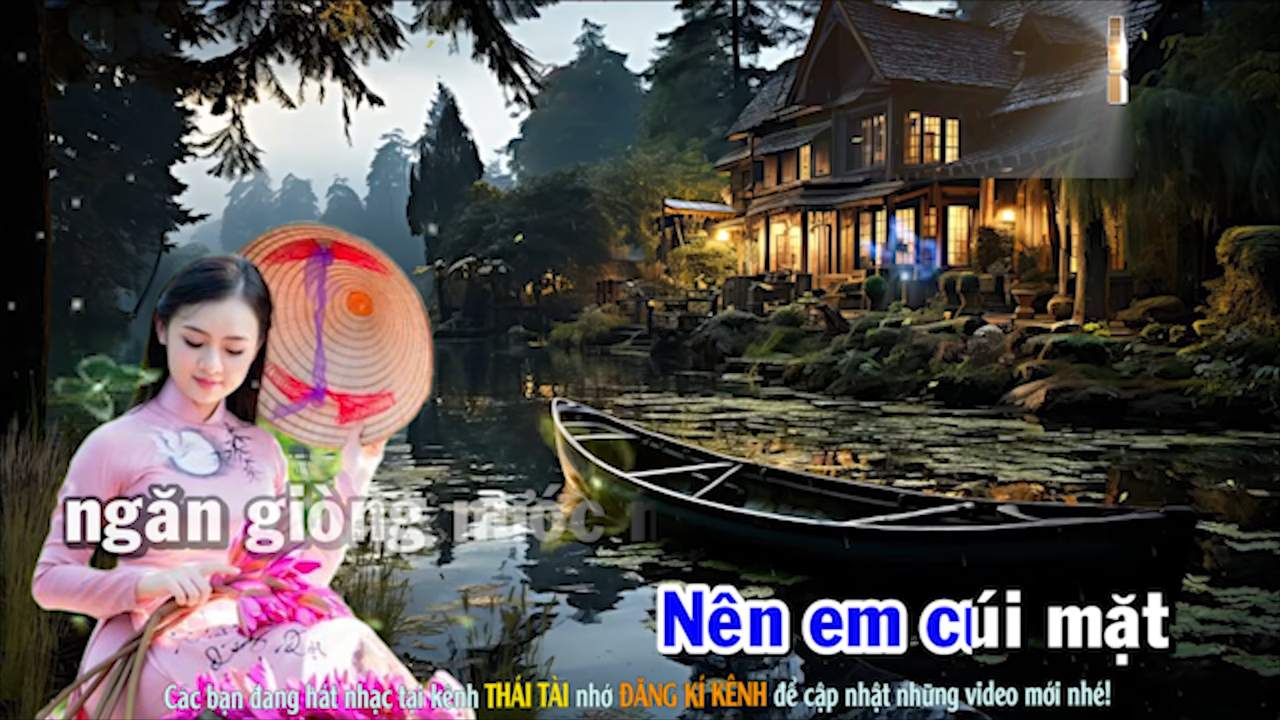 ngăn giòng nước
Nên em cúi mặt
Các bạn đang hát nhạc tại kênh THÁI TÀI nhớ ĐĂNG KÍ KÊNH để cập nhật những video mới nhé!